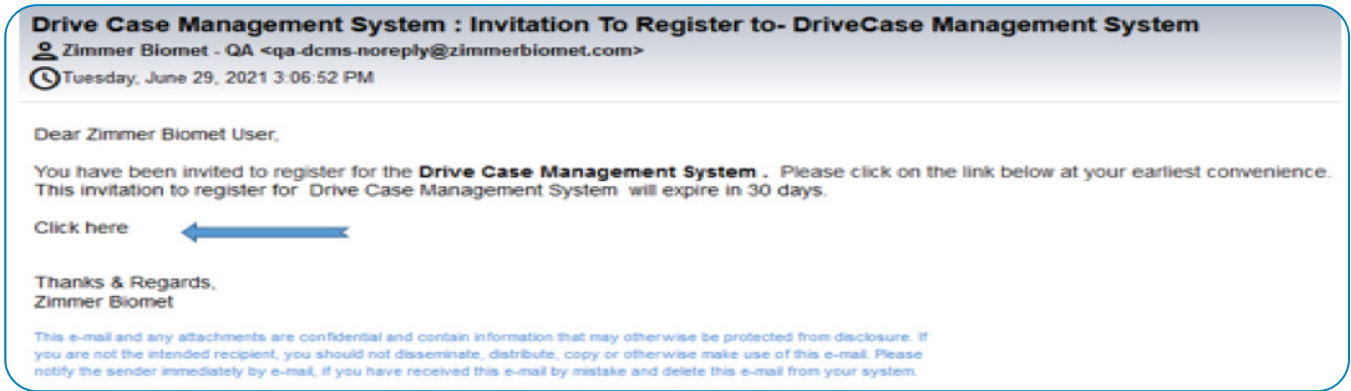 Drive Case Management System : Invitation To Register to- DriveCase Management System
Zimmer Biomet - QA <qa-dcms-noreply@zimmerbiomet.com>
Tuesday, June 29, 2021 3:06:52 PM
Dear Zimmer Biomet User,
You have been invited to register for the Drive Case Management System . Please click on the link below at your earliest convenience.
This invitation to register for Drive Case Management System will expire in 30 days.
Click here
Thanks & Regards,
Zimmer Biomet
This e-mail and any attachments are confidential and contain information that may otherwise be protected from disclosure. If
you are not the intended recipient, you should not disseminate, distribute, copy or otherwise make use of this e-mail. Please
notify the sender immediately by e-mail, if you have received this e-mail by mistake and delete this e-mail from your system.